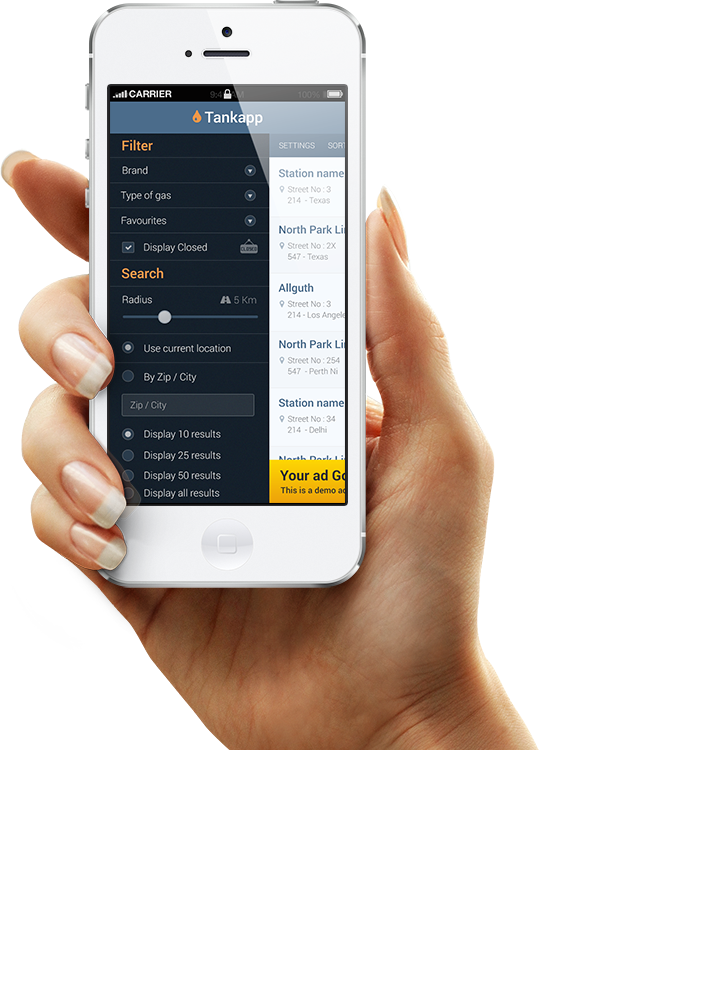 CARRIER 9:4 AM 100%
Tankapp
Filter
Brand
Type of gas
Favourites
Display Closed
CLOSED
Search
Radius 5 Km
Use current location
By Zip / City
Zip / City
Display 10 results
Display 25 results
Display 50 results
Display all results
SETTINGS SORT
Station name
Street No : 3
214 - Texas
North Park Li
Street No : 2X
547 - Texas
Allguth
Street No : 3
214 - Los Angele
North Park Li
Street No : 254
587 - Perth Ni
Station name
Street No : 34
214 - Delhi
North Park Li
Your ad Go
This is a demo ad